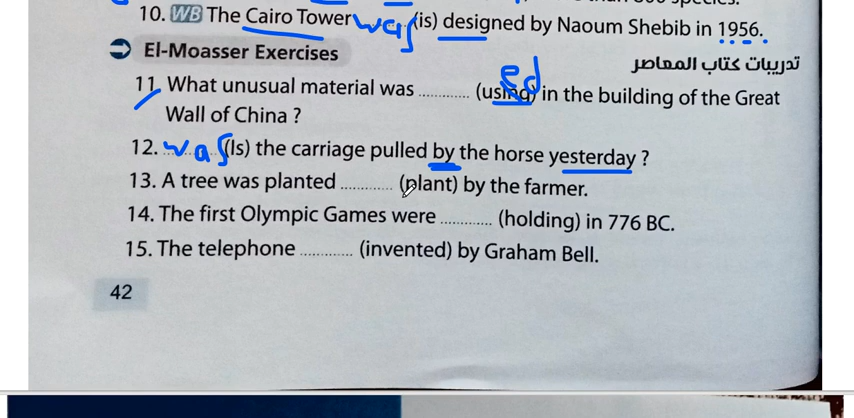 10. WB The Cairo Tower was (is) designed by Naoum Shebib in 1956.
El-Moasser Exercises
تدريبات كتاب المعاصر
11. What unusual material was ............ (using) ed in the building of the Great
Wall of China ?
12. was (Is) the carriage pulled by the horse yesterday ?
13. A tree was planted ............ (plant) by the farmer.
14. The first Olympic Games were ............ (holding) in 776 BC.
15. The telephone ............ (invented) by Graham Bell.
42